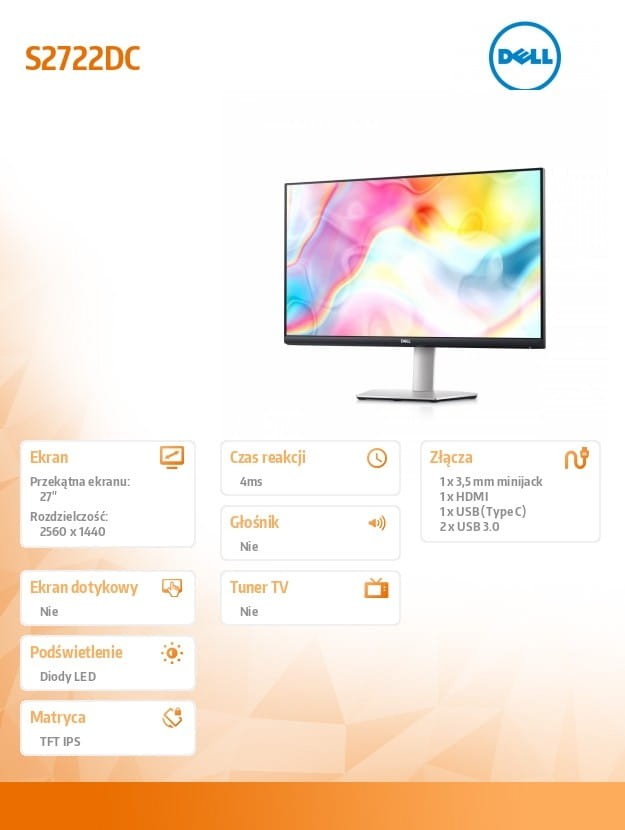 S2722DC
DELL
DELL
Ekran
Przekątna ekranu:
27"
Rozdzielczość:
2560 x 1440
Czas reakcji
4ms
Głośnik
Nie
Złącza
1 x 3,5 mm minijack
1 x HDMI
1 x USB (Type C)
2 x USB 3.0
Ekran dotykowy
Nie
Tuner TV
Nie
Podświetlenie
Diody LED
Matryca
TFT IPS